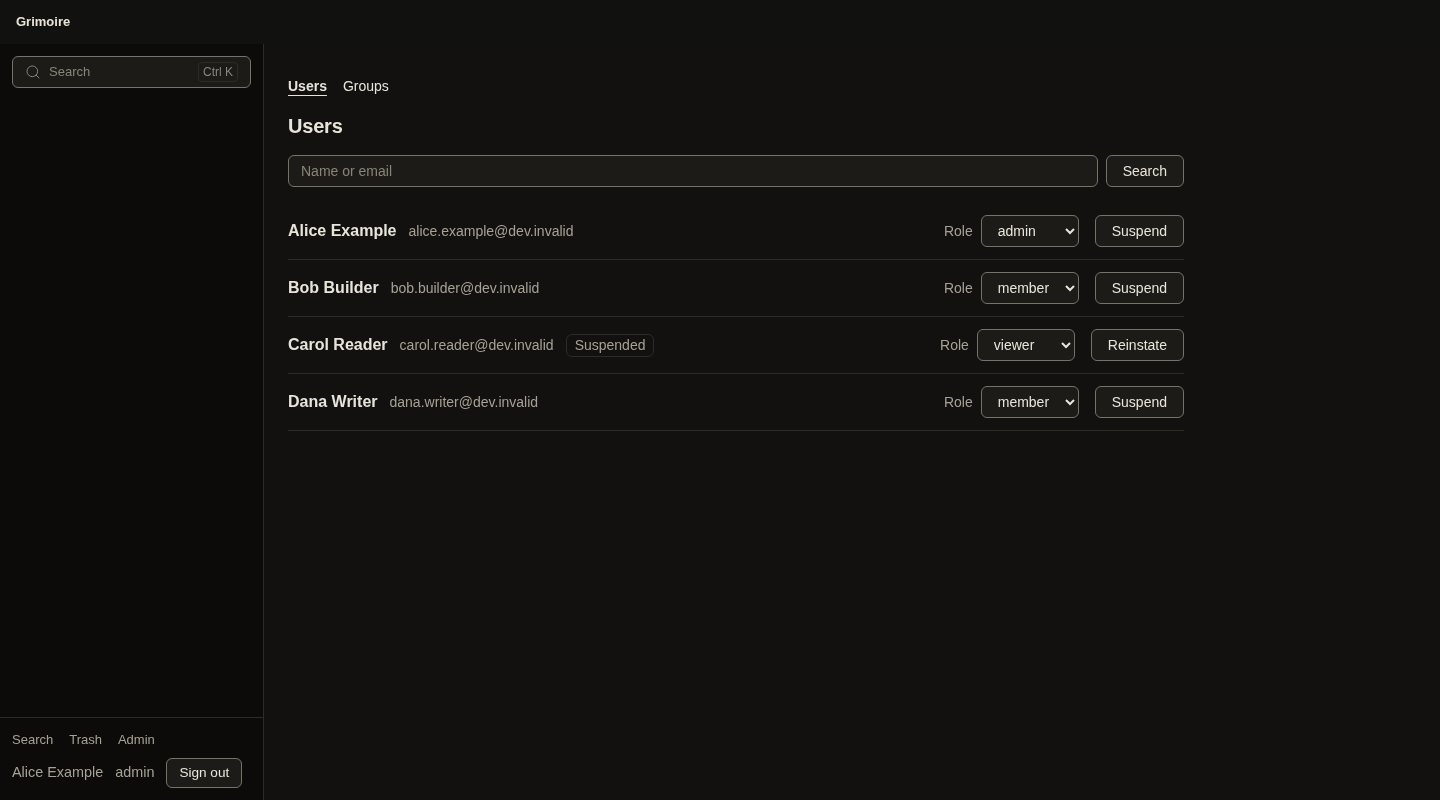 Grimoire
Search Ctrl K
Users Groups
Users
Name or email Search
Alice Example alice.example@dev.invalid Role admin Suspend
Bob Builder bob.builder@dev.invalid Role member Suspend
Carol Reader carol.reader@dev.invalid Suspended Role viewer Reinstate
Dana Writer dana.writer@dev.invalid Role member Suspend
Search Trash Admin
Alice Example admin Sign out